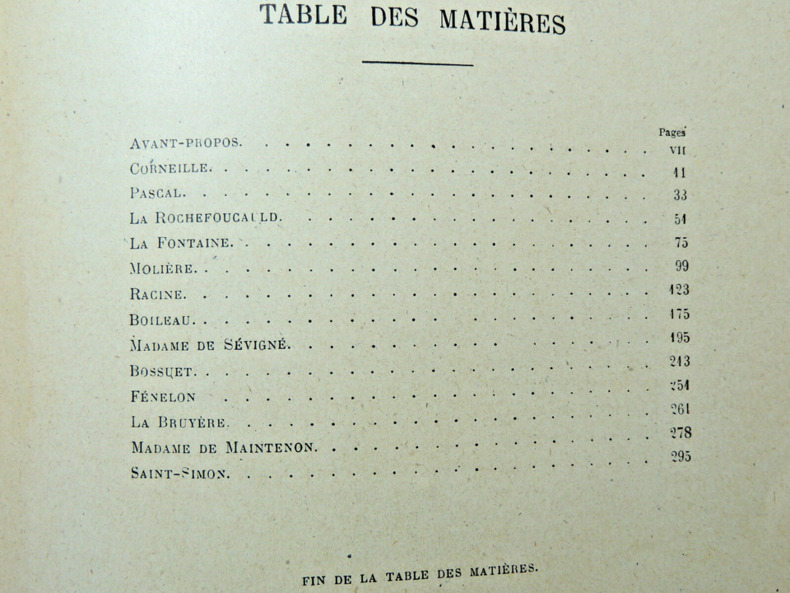 TABLE DES MATIÈRES
Pages
AVANT-PROPOS. . . . . . . . . . . . . . . . . . . . VII
CORNEILLE. . . . . . . . . . . . . . . . . . . . . 11
PASCAL. . . . . . . . . . . . . . . . . . . . . . 33
LA ROCHEFOUCAULD. . . . . . . . . . . . . . . . . . 51
LA FONTAINE. . . . . . . . . . . . . . . . . . . . 75
MOLIÈRE. . . . . . . . . . . . . . . . . . . . . . 99
RACINE. . . . . . . . . . . . . . . . . . . . . . 123
BOILEAU. . . . . . . . . . . . . . . . . . . . . . 175
MADAME DE SÉVIGNÉ. . . . . . . . . . . . . . . . . . 195
BOSSUET. . . . . . . . . . . . . . . . . . . . . . 213
FÉNELON . . . . . . . . . . . . . . . . . . . . . 251
LA BRUYÈRE. . . . . . . . . . . . . . . . . . . . 261
MADAME DE MAINTENON. . . . . . . . . . . . . . . . . 278
SAINT-SIMON. . . . . . . . . . . . . . . . . . . . 295
FIN DE LA TABLE DES MATIÈRES.